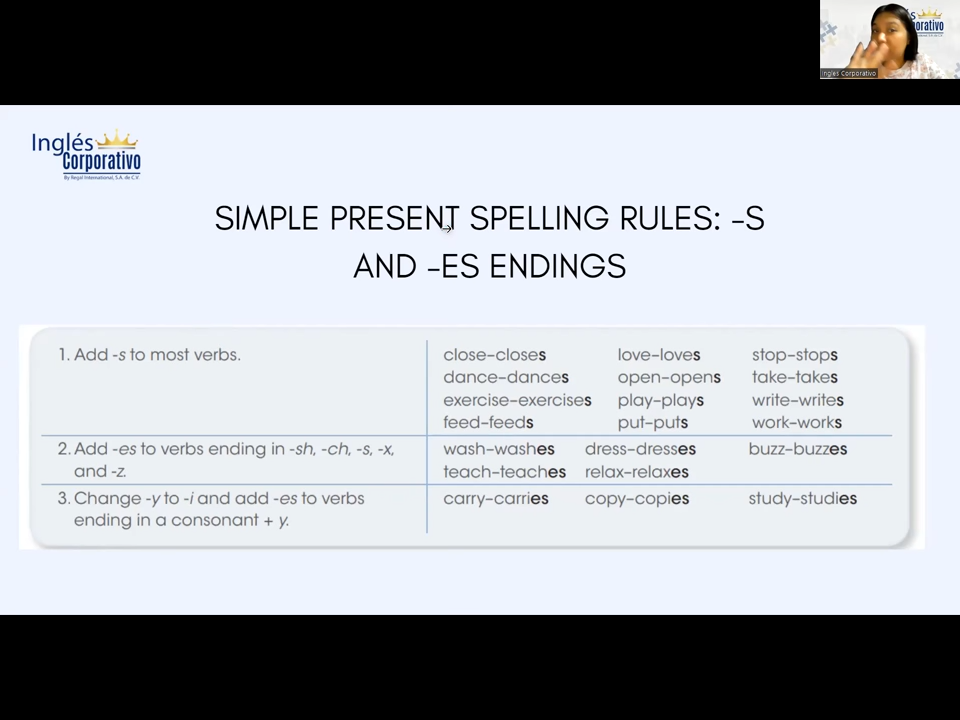 Inglés Corporativo
Inglés
Corporativo
By Regal International, S.A. de C.V.
SIMPLE PRESENT SPELLING RULES: -S
AND -ES ENDINGS
1. Add -s to most verbs.
close-closes love-loves stop-stops
dance-dances open-opens take-takes
exercise-exercises play-plays write-writes
feed-feeds put-puts work-works
2. Add -es to verbs ending in -sh, -ch, -s, -x,
and -z.
wash-washes dress-dresses buzz-buzzes
teach-teaches relax-relaxes
3. Change -y to -i and add -es to verbs
ending in a consonant + y.
carry-carries copy-copies study-studies